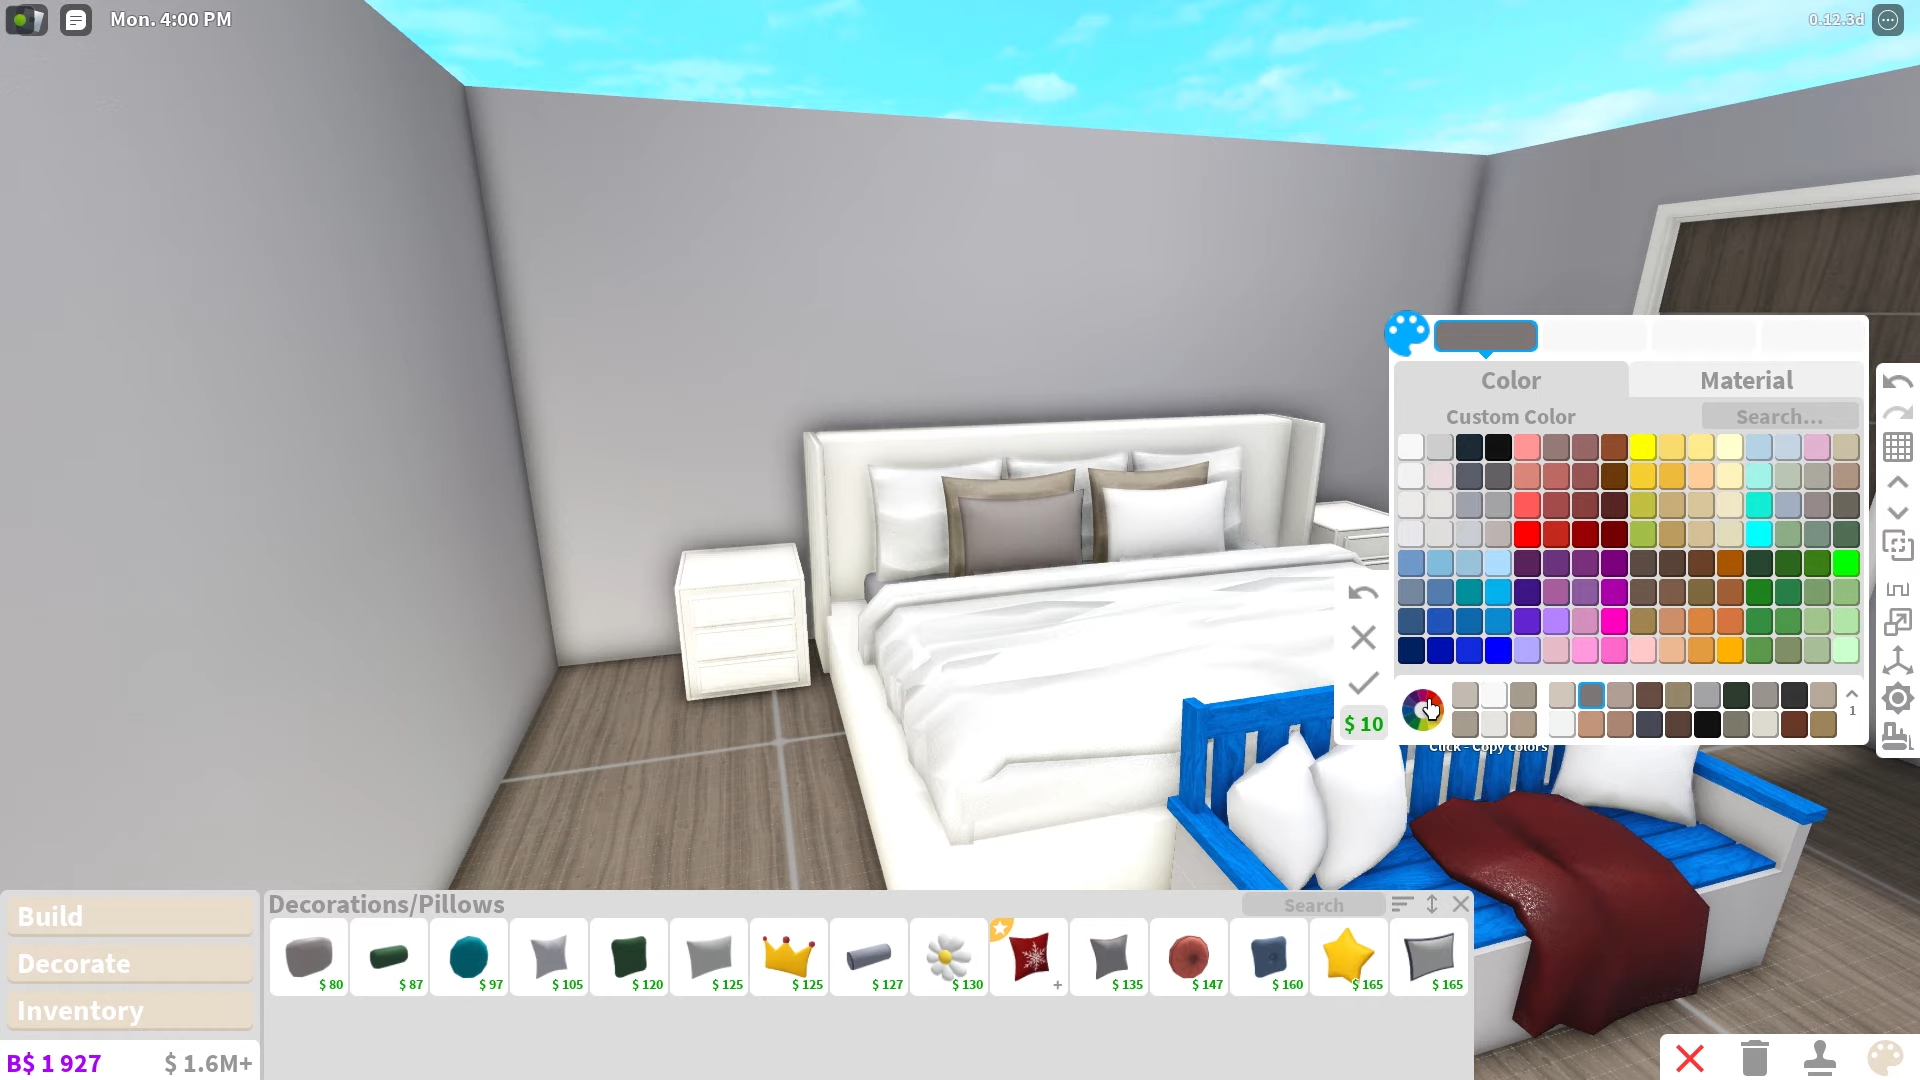 Mon. 4:00 PM
0.12.3d
Color
Material
Custom Color
Search...
1
$ 10
Click - Copy colors
Build
Decorate
Inventory
B$ 1 927
$ 1.6M+
Decorations/Pillows
Search
$ 80
$ 87
$ 97
$ 105
$ 120
$ 125
$ 125
$ 127
$ 130
+
$ 135
$ 147
$ 160
$ 165
$ 165